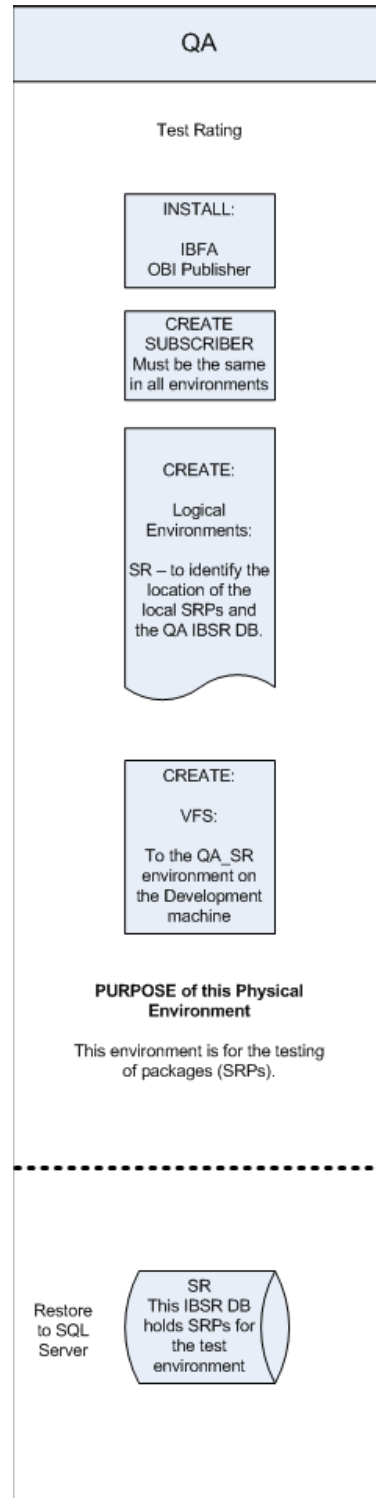 QA
Test Rating
INSTALL:
IBFA
OBI Publisher
CREATE
SUBSCRIBER
Must be the same
in all environments
CREATE:
Logical
Environments:
SR – to identify the
location of the
local SRPs and
the QA IBSR DB.
CREATE:
VFS:
To the QA_SR
environment on
the Development
machine
PURPOSE of this Physical
Environment
This environment is for the testing
of packages (SRPs).
Restore
to SQL
Server
SR
This IBSR DB
holds SRPs for
the test
environment